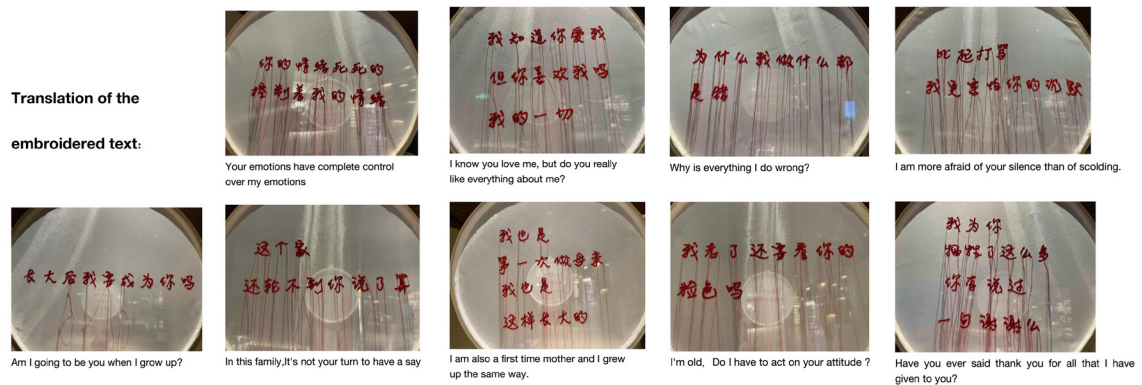 Translation of the
embroidered text:
你的情绪死死的
控制着我的情绪
Your emotions have complete control
over my emotions
我知道你爱我
但你喜欢我吗
我的一切
I know you love me, but do you really
like everything about me?
为什么我做什么都
是错
Why is everything I do wrong?
比起打骂
我更害怕你的沉默
I am more afraid of your silence than of scolding.
长大后我要成为你吗
Am I going to be you when I grow up?
这个家
还轮不到你说了算
In this family,It's not your turn to have a say
我也是
第一次做母亲
我也是
这样长大的
I am also a first time mother and I grew
up the same way.
我老了还要看你的
脸色吗
I'm old, Do I have to act on your attitude ?
我为你
牺牲了这么多
你有说过
一句谢谢么
Have you ever said thank you for all that I have
given to you?